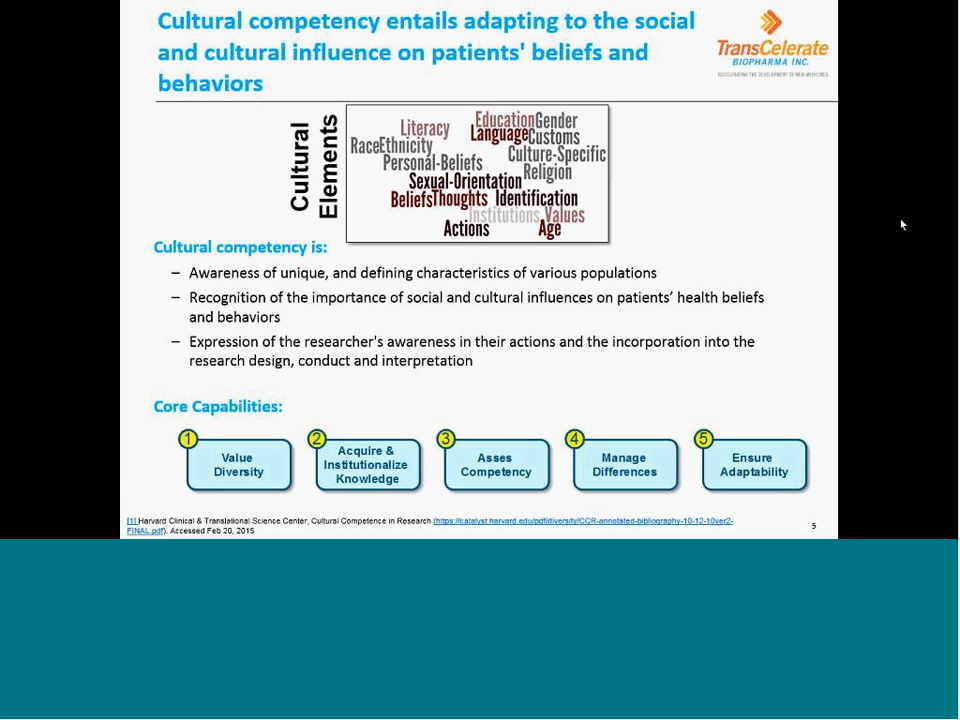 Cultural competency entails adapting to the social
and cultural influence on patients' beliefs and
behaviors
TransCelerate
BIOPHARMA INC.
ACCELERATING THE DEVELOPMENT OF NEW MEDICINES
Cultural
Elements
Education Gender
Literacy Language Customs
Race Ethnicity Culture-Specific
Personal-Beliefs Religion
Sexual-Orientation
Beliefs Thoughts Identification
Institutions Values
Actions Age
Cultural competency is:
– Awareness of unique, and defining characteristics of various populations
– Recognition of the importance of social and cultural influences on patients’ health beliefs
and behaviors
– Expression of the researcher's awareness in their actions and the incorporation into the
research design, conduct and interpretation
Core Capabilities:
1 Value
Diversity
2 Acquire &
Institutionalize
Knowledge
3 Asses
Competency
4 Manage
Differences
5 Ensure
Adaptability
[1] Harvard Clinical & Translational Science Center, Cultural Competence in Research (https://catalyst.harvard.edu/pdf/diversity/CCR-annotated-bibliography-10-12-10ver2-
FINAL.pdf). Accessed Feb 20, 2015
5